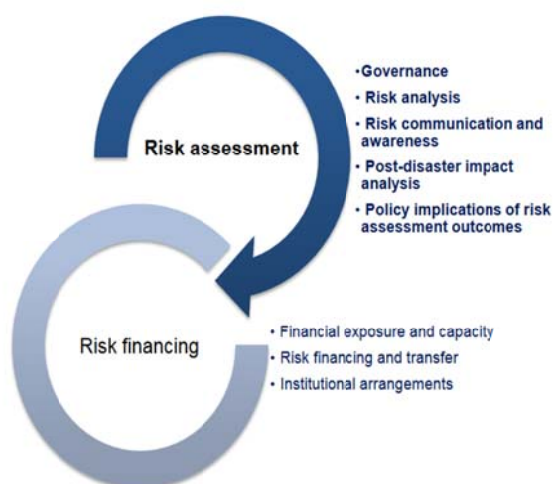 Risk assessment
•Governance
• Risk analysis
• Risk communication and
awareness
• Post-disaster impact
analysis
• Policy implications of risk
assessment outcomes
Risk financing
• Financial exposure and capacity
• Risk financing and transfer
• Institutional arrangements